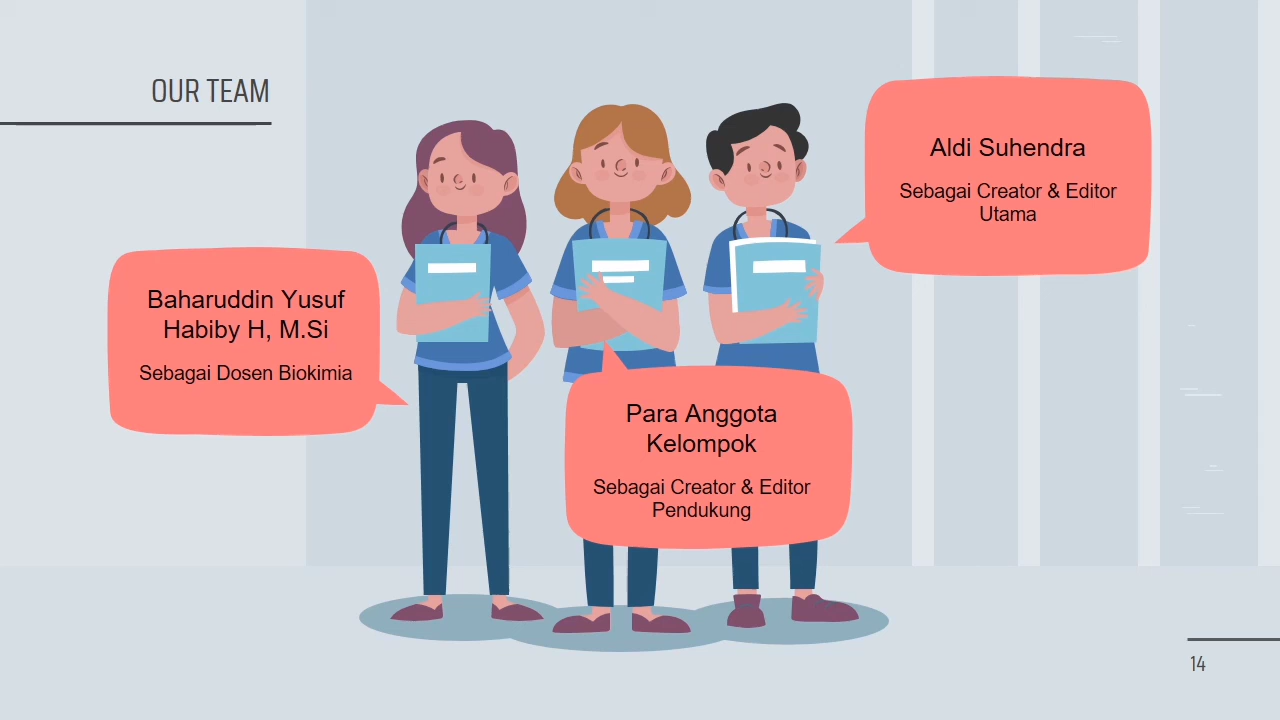 OUR TEAM
Aldi Suhendra
Sebagai Creator & Editor
Utama
Baharuddin Yusuf
Habiby H, M.Si
Sebagai Dosen Biokimia
Para Anggota
Kelompok
Sebagai Creator & Editor
Pendukung
14